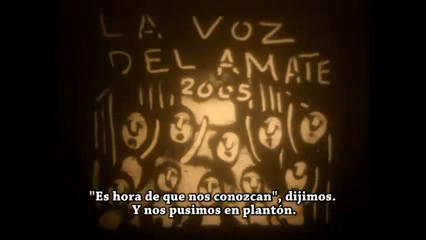 LA VOZ
DEL AMATE
2005
"Es hora de que nos conozcan", dijimos.
Y nos pusimos en plantón.